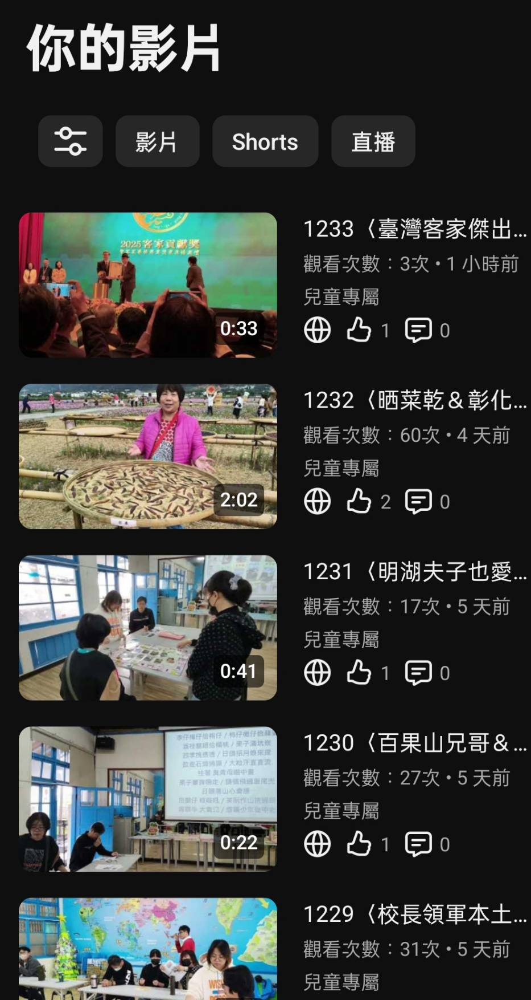 你的影片
影片
Shorts
直播
2025客家貢獻獎
0:33
1233〈臺灣客家傑出...
觀看次數：3次 • 1 小時前
兒童專屬
1
0
2:02
1232〈晒菜乾＆彰化...
觀看次數：60次 • 4 天前
兒童專屬
2
0
0:41
1231〈明湖夫子也愛...
觀看次數：17次 • 5 天前
兒童專屬
1
0
0:22
1230〈百果山兄哥＆...
觀看次數：27次 • 5 天前
兒童專屬
1
0
1229〈校長領軍本土...
觀看次數：31次 • 5 天前
兒童專屬